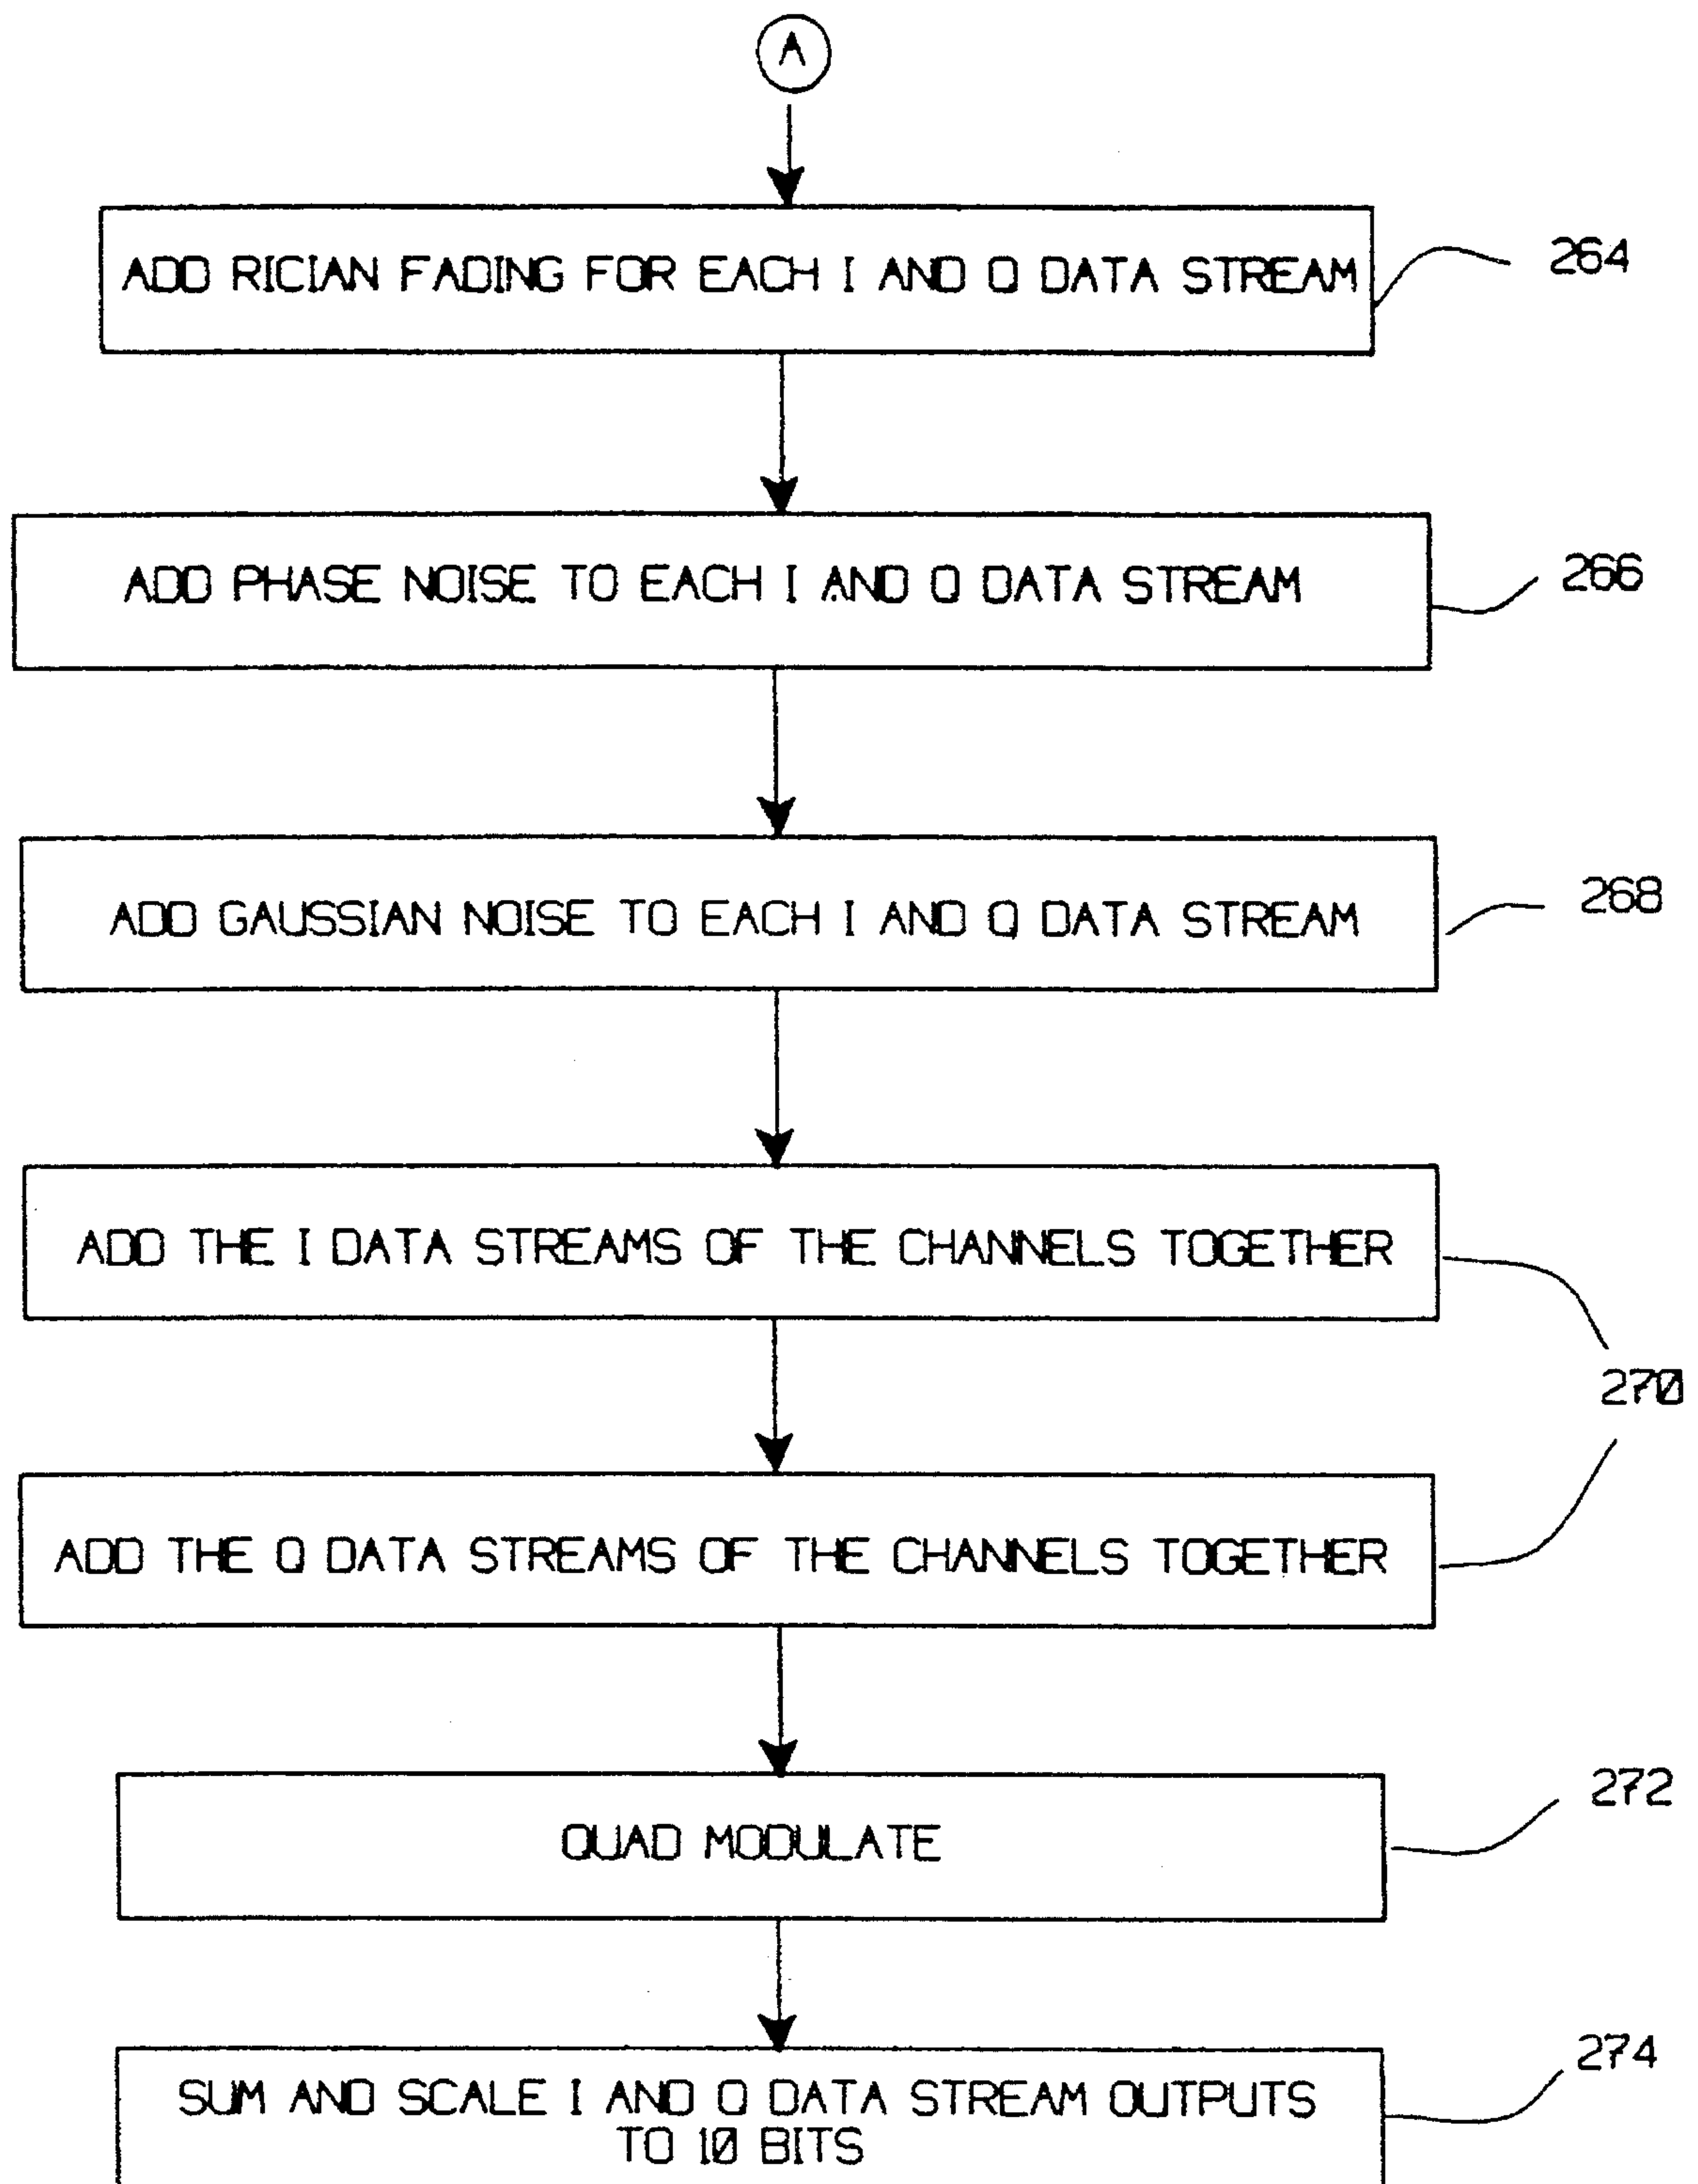 A
ADD RICIAN FADING FOR EACH I AND Q DATA STREAM
264
ADD PHASE NOISE TO EACH I AND Q DATA STREAM
266
ADD GAUSSIAN NOISE TO EACH I AND Q DATA STREAM
268
ADD THE I DATA STREAMS OF THE CHANNELS TOGETHER
270
ADD THE Q DATA STREAMS OF THE CHANNELS TOGETHER
QUAD MODULATE
272
SUM AND SCALE I AND Q DATA STREAM OUTPUTS
TO 10 BITS
274